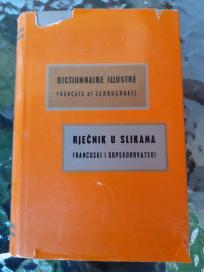 DICTIONNAIRE ILLUSTRÉ
FRANÇAIS et SERBOCROATE
RJEČNIK U SLIKAMA
FRANCUSKI I SRPSKOHRVATSKI